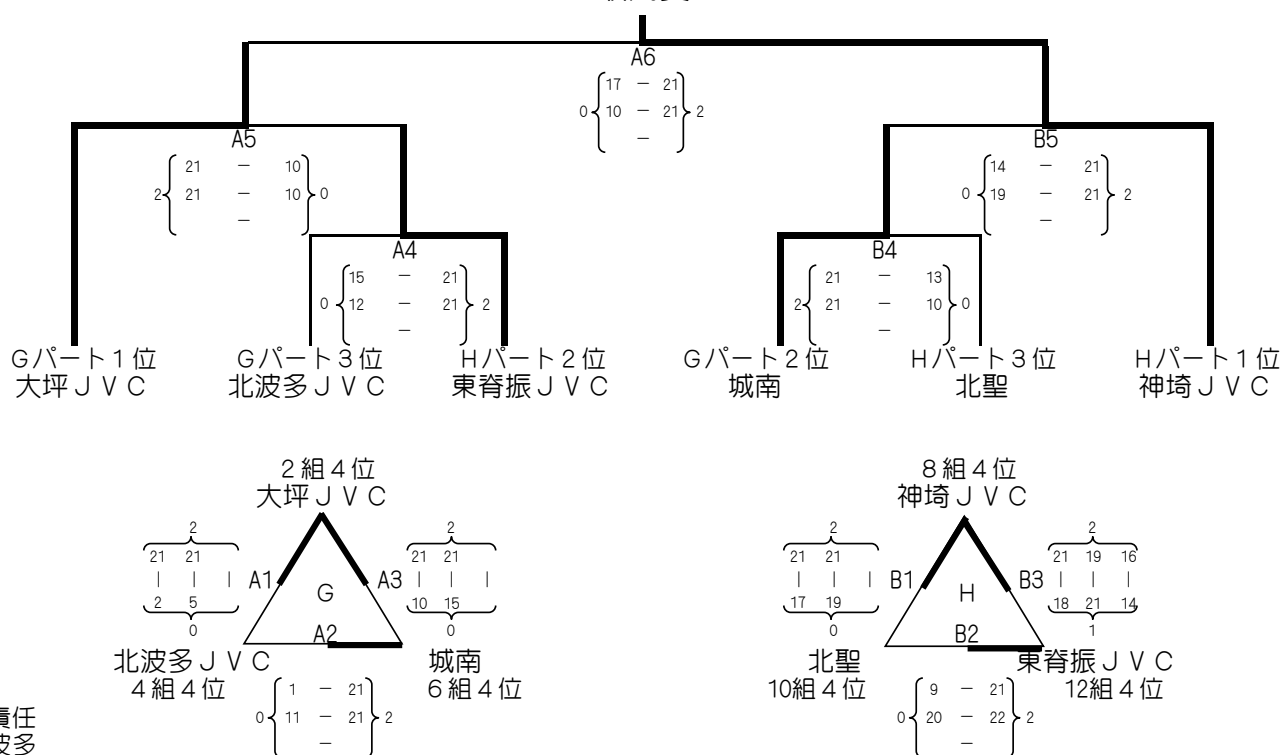 A6
17 － 21
0 10 － 21 2
－
A5
21 － 10
2 21 － 10 0
－
B5
14 － 21
0 19 － 21 2
－
A4
15 － 21
0 12 － 21 2
－
B4
21 － 13
2 21 － 10 0
－
Gパート１位 Gパート３位 Hパート２位 Gパート２位 Hパート３位 Hパート１位
大坪ＪＶＣ 北波多ＪＶＣ 東脊振ＪＶＣ 城南 北聖 神埼ＪＶＣ
２組４位
大坪ＪＶＣ
2
21 21
| | |
2 5
0
A1
G
A3
2
21 21
| | |
10 15
0
A2
北波多ＪＶＣ 城南
４組４位 ６組４位
1 － 21
0 11 － 21 2
－
８組４位
神埼ＪＶＣ
2
21 21
| | |
17 19
0
B1
H
B3
2
21 19 16
| | |
18 21 14
1
B2
北聖 東脊振ＪＶＣ
10組４位 12組４位
9 － 21
0 20 － 22 2
－
責任
波多